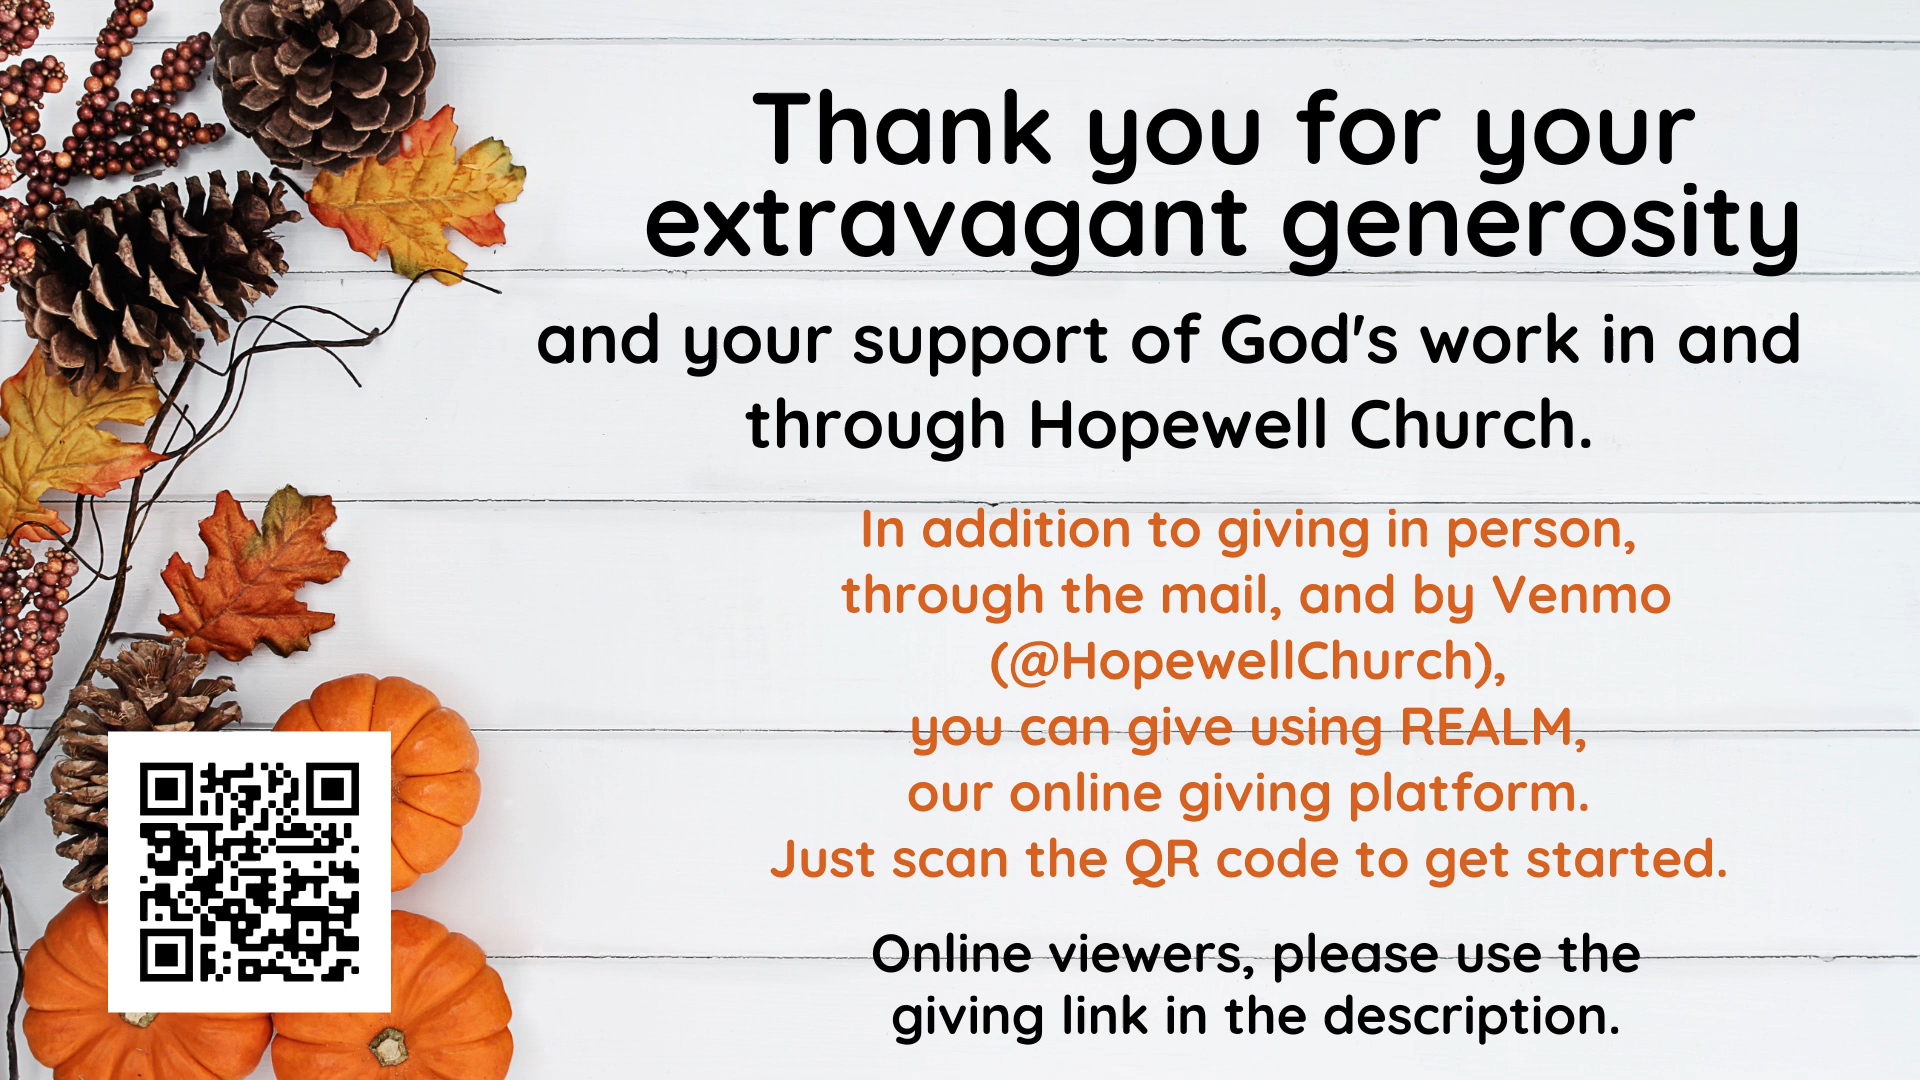 Thank you for your
extravagant generosity
and your support of God's work in and
through Hopewell Church.
In addition to giving in person,
through the mail, and by Venmo
(@HopewellChurch),
you can give using REALM,
our online giving platform.
Just scan the QR code to get started.
Online viewers, please use the
giving link in the description.